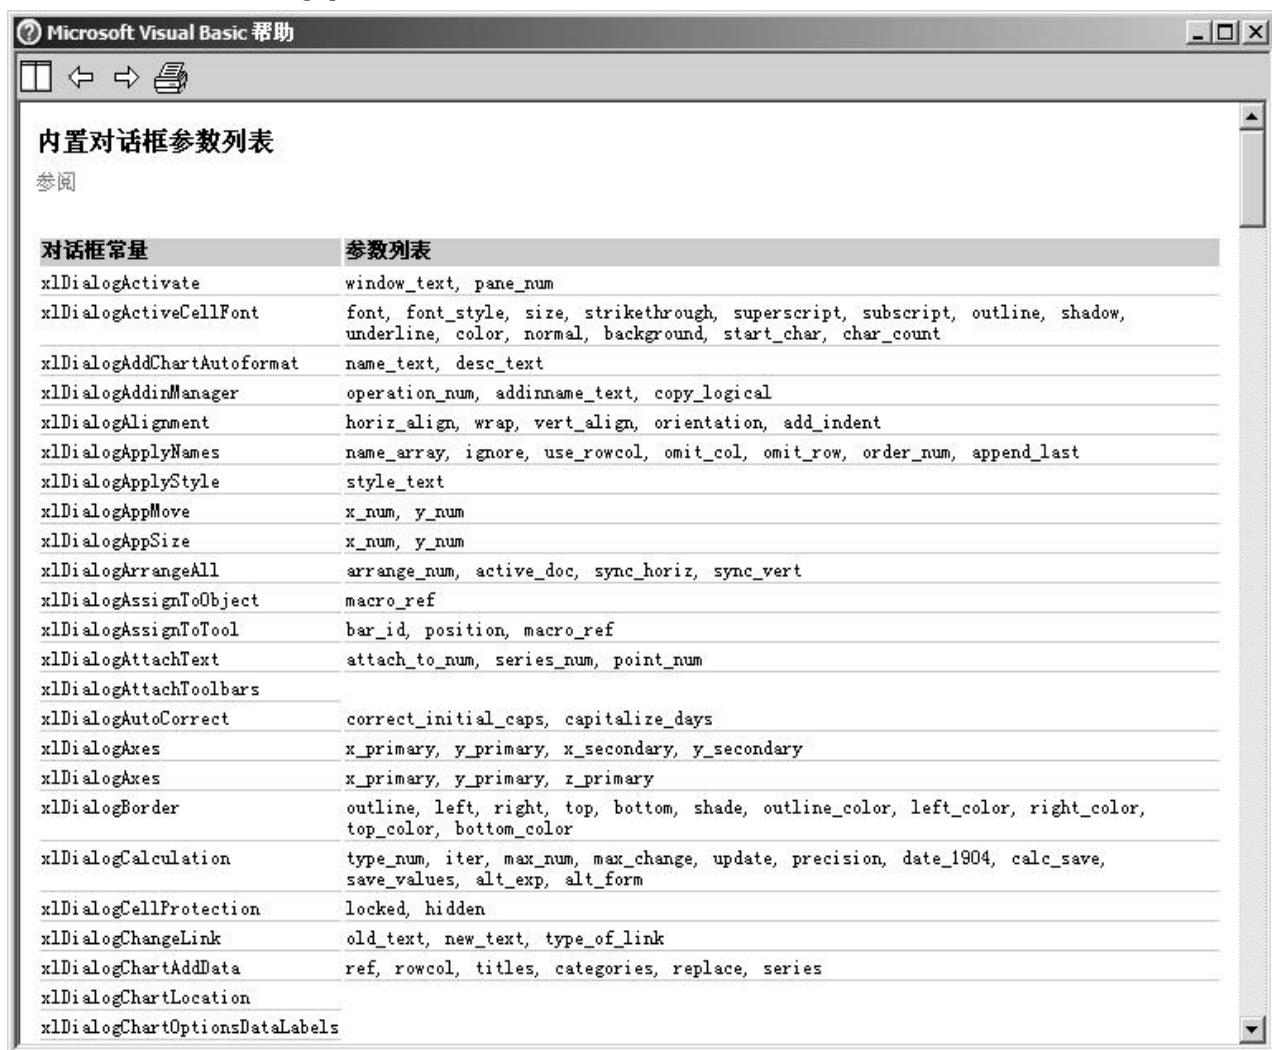 Microsoft Visual Basic 帮助
内置对话框参数列表
参阅
对话框常量 参数列表
xlDialogActivate window_text, pane_num
xlDialogActiveCellFont font, font_style, size, strikethrough, superscript, subscript, outline, shadow,
underline, color, normal, background, start_char, char_count
xlDialogAddChartAutoformat name_text, desc_text
xlDialogAddinManager operation_num, addinname_text, copy_logical
xlDialogAlignment horiz_align, wrap, vert_align, orientation, add_indent
xlDialogApplyNames name_array, ignore, use_rowcol, omit_col, omit_row, order_num, append_last
xlDialogApplyStyle style_text
xlDialogAppMove x_num, y_num
xlDialogAppSize x_num, y_num
xlDialogArrangeAll arrange_num, active_doc, sync_horiz, sync_vert
xlDialogAssignToObject macro_ref
xlDialogAssignToTool bar_id, position, macro_ref
xlDialogAttachText attach_to_num, series_num, point_num
xlDialogAttachToolbars
xlDialogAutoCorrect correct_initial_caps, capitalize_days
xlDialogAxes x_primary, y_primary, x_secondary, y_secondary
xlDialogAxes x_primary, y_primary, z_primary
xlDialogBorder outline, left, right, top, bottom, shade, outline_color, left_color, right_color,
top_color, bottom_color
xlDialogCalculation type_num, iter, max_num, max_change, update, precision, date_1904, calc_save,
save_values, alt_exp, alt_form
xlDialogCellProtection locked, hidden
xlDialogChangeLink old_text, new_text, type_of_link
xlDialogChartAddData ref, rowcol, titles, categories, replace, series
xlDialogChartLocation
xlDialogChartOptionsDataLabels